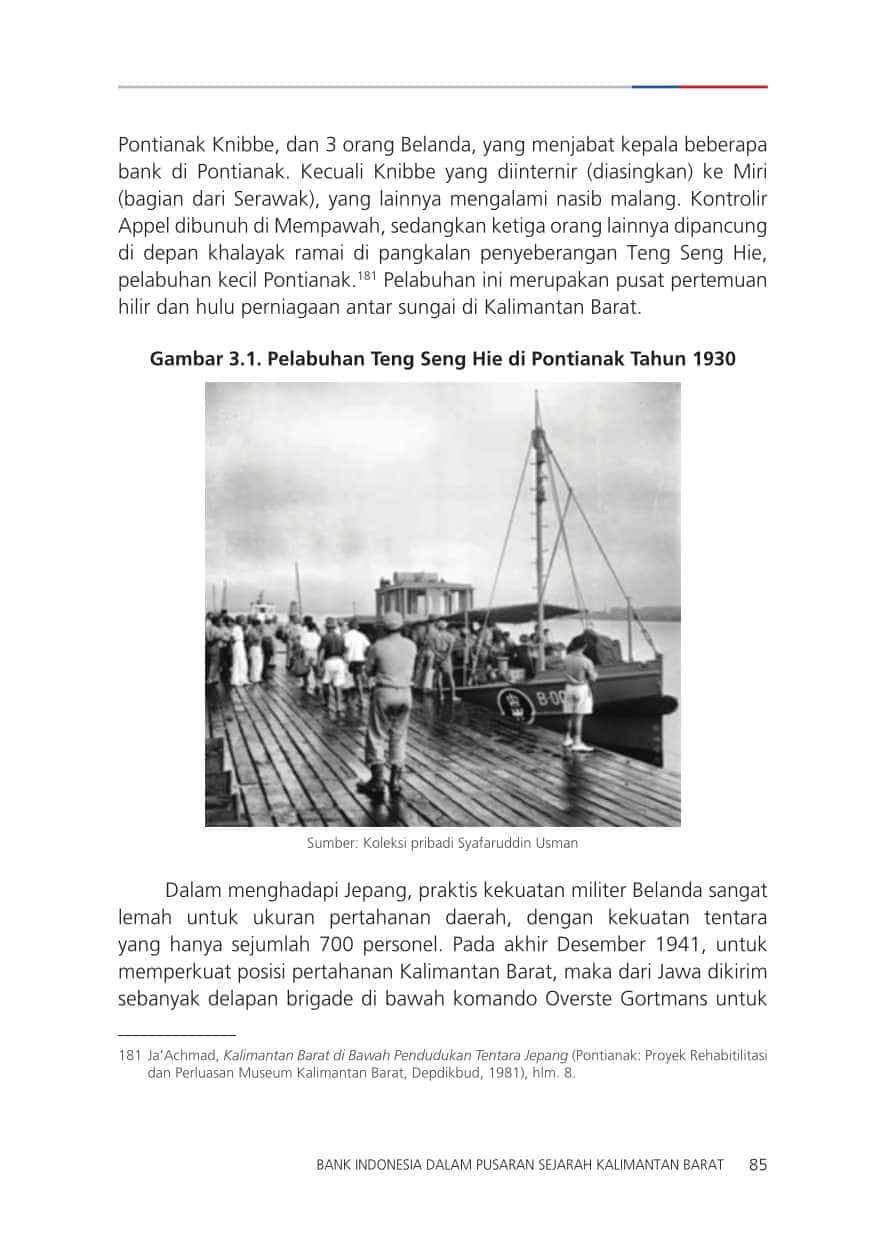 Pontianak Knibbe, dan 3 orang Belanda, yang menjabat kepala beberapa
bank di Pontianak. Kecuali Knibbe yang diinternir (diasingkan) ke Miri
(bagian dari Serawak), yang lainnya mengalami nasib malang. Kontrolir
Appel dibunuh di Mempawah, sedangkan ketiga orang lainnya dipancung
di depan khalayak ramai di pangkalan penyeberangan Teng Seng Hie,
pelabuhan kecil Pontianak.181 Pelabuhan ini merupakan pusat pertemuan
hilir dan hulu perniagaan antar sungai di Kalimantan Barat.
Gambar 3.1. Pelabuhan Teng Seng Hie di Pontianak Tahun 1930
B-00
Sumber: Koleksi pribadi Syafaruddin Usman
Dalam menghadapi Jepang, praktis kekuatan militer Belanda sangat
lemah untuk ukuran pertahanan daerah, dengan kekuatan tentara
yang hanya sejumlah 700 personel. Pada akhir Desember 1941, untuk
memperkuat posisi pertahanan Kalimantan Barat, maka dari Jawa dikirim
sebanyak delapan brigade di bawah komando Overste Gortmans untuk
181 Ja'Achmad, Kalimantan Barat di Bawah Pendudukan Tentara Jepang (Pontianak: Proyek Rehabitilitasi
dan Perluasan Museum Kalimantan Barat, Depdikbud, 1981), hlm. 8.
BANK INDONESIA DALAM PUSARAN SEJARAH KALIMANTAN BARAT 85